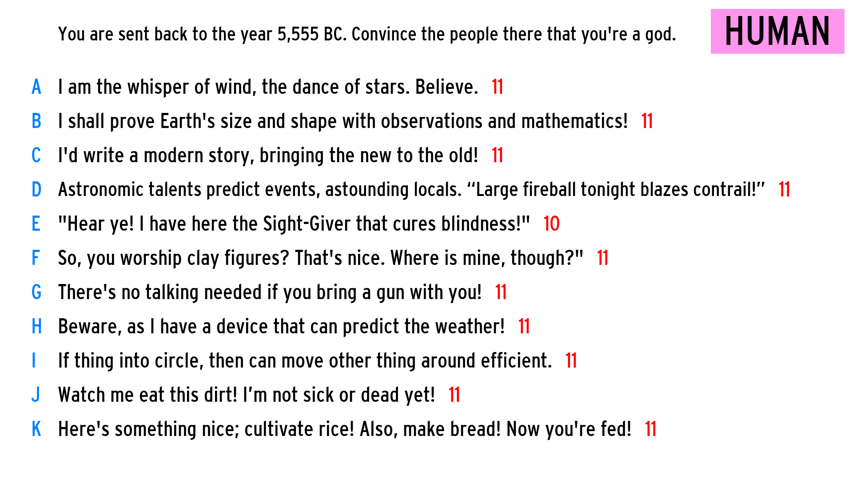 You are sent back to the year 5,555 BC. Convince the people there that you're a god.
HUMAN
A I am the whisper of wind, the dance of stars. Believe. 11
B I shall prove Earth's size and shape with observations and mathematics! 11
C I'd write a modern story, bringing the new to the old! 11
D Astronomic talents predict events, astounding locals. “Large fireball tonight blazes contrail!” 11
E "Hear ye! I have here the Sight-Giver that cures blindness!" 10
F So, you worship clay figures? That's nice. Where is mine, though?" 11
G There's no talking needed if you bring a gun with you! 11
H Beware, as I have a device that can predict the weather! 11
I If thing into circle, then can move other thing around efficient. 11
J Watch me eat this dirt! I’m not sick or dead yet! 11
K Here's something nice; cultivate rice! Also, make bread! Now you're fed! 11